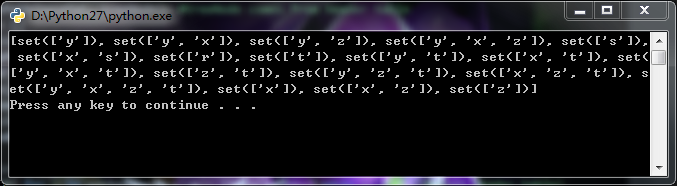 D:\Python27\python.exe
[set(['y']), set(['y', 'x']), set(['y', 'z']), set(['y', 'x', 'z']), set(['s']),
 set(['x', 's']), set(['r']), set(['t']), set(['y', 't']), set(['x', 't']), set(
['y', 'x', 't']), set(['z', 't']), set(['y', 'z', 't']), set(['x', 'z', 't']), s
et(['y', 'x', 'z', 't']), set(['x']), set(['x', 'z']), set(['z'])]
Press any key to continue . . .